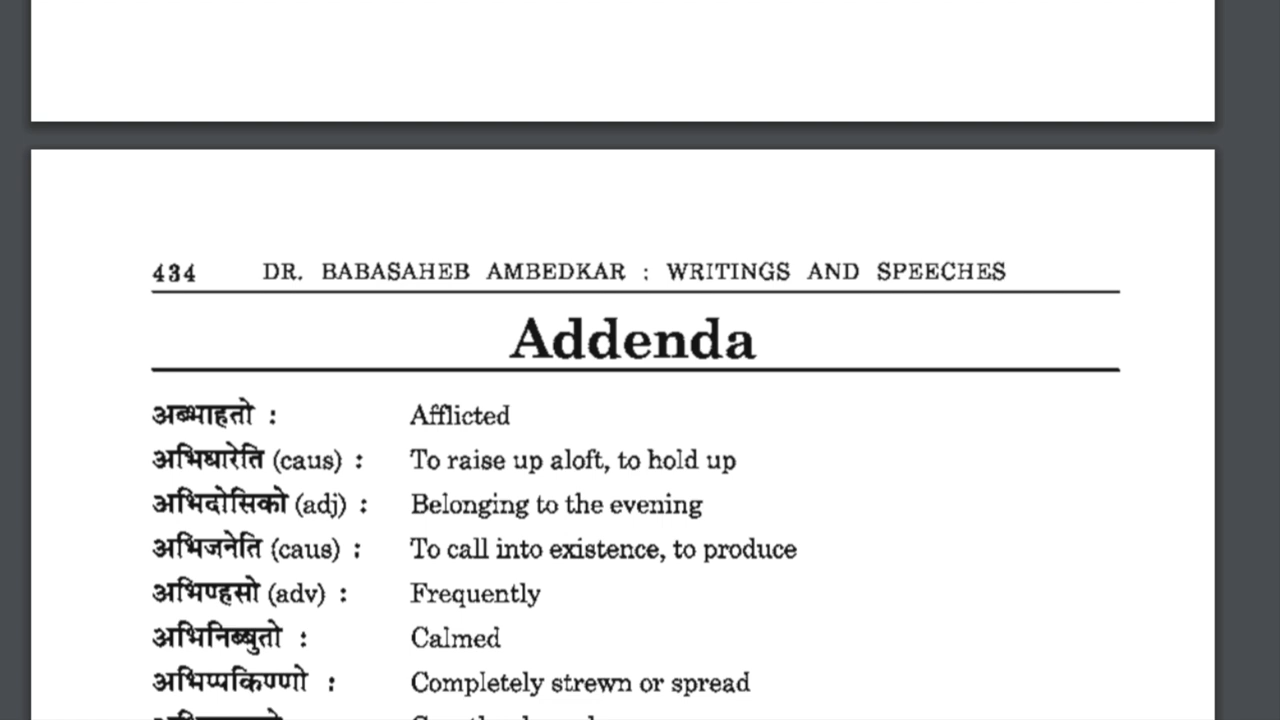 434 DR. BABASAHEB AMBEDKAR : WRITINGS AND SPEECHES
Addenda
अब्भाहतो : Afflicted
अभिधारेति (caus) : To raise up aloft, to hold up
अभिदोसिको (adj) : Belonging to the evening
अभिजनेति (caus) : To call into existence, to produce
अभिण्हसो (adv) : Frequently
अभिनिब्बुतो : Calmed
अभिप्पकिण्णो : Completely strewn or spread